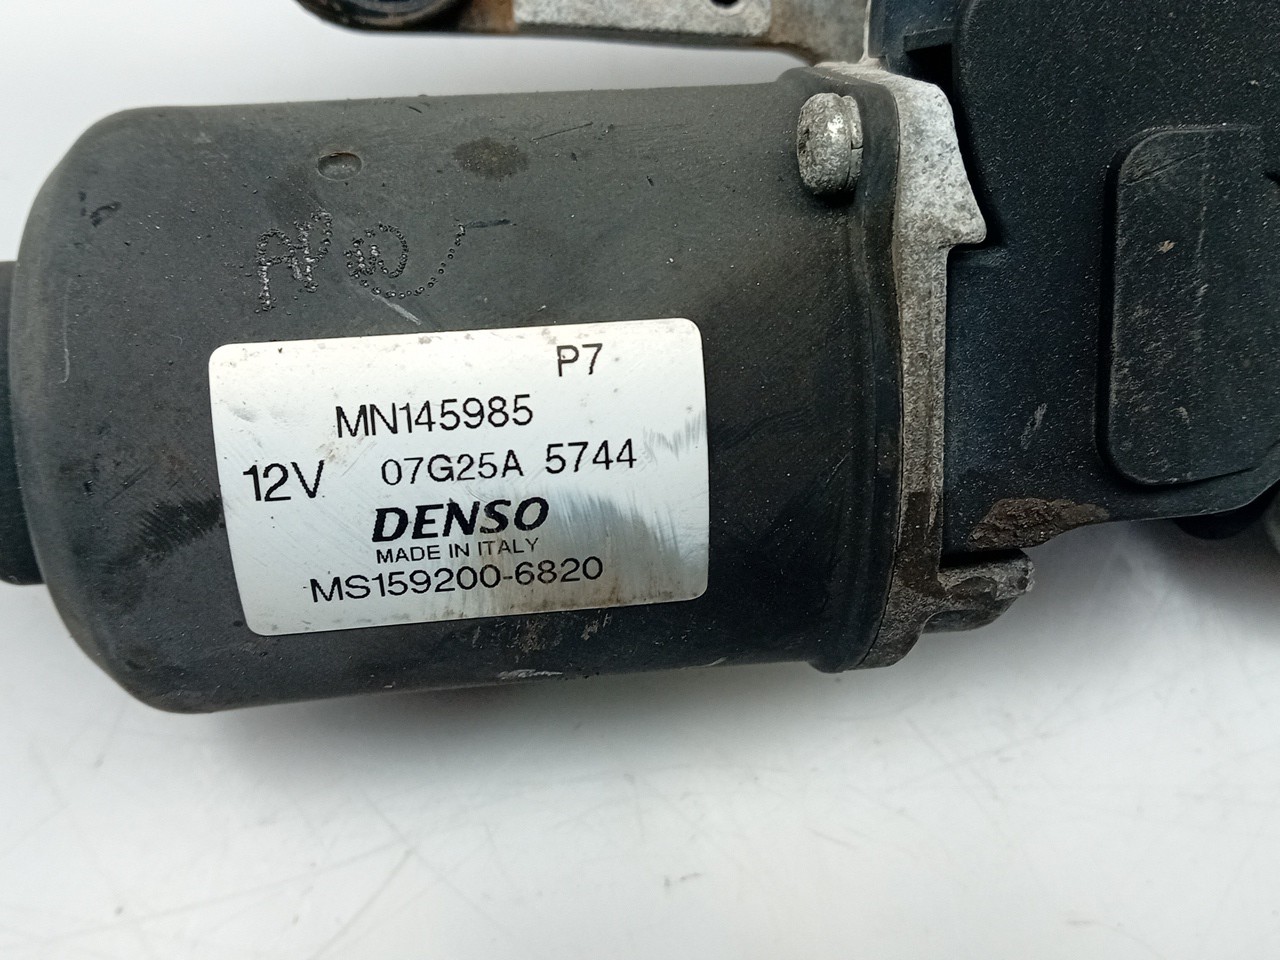 P7
MN145985
12V 07G25A 5744
DENSO
MADE IN ITALY
MS159200-6820